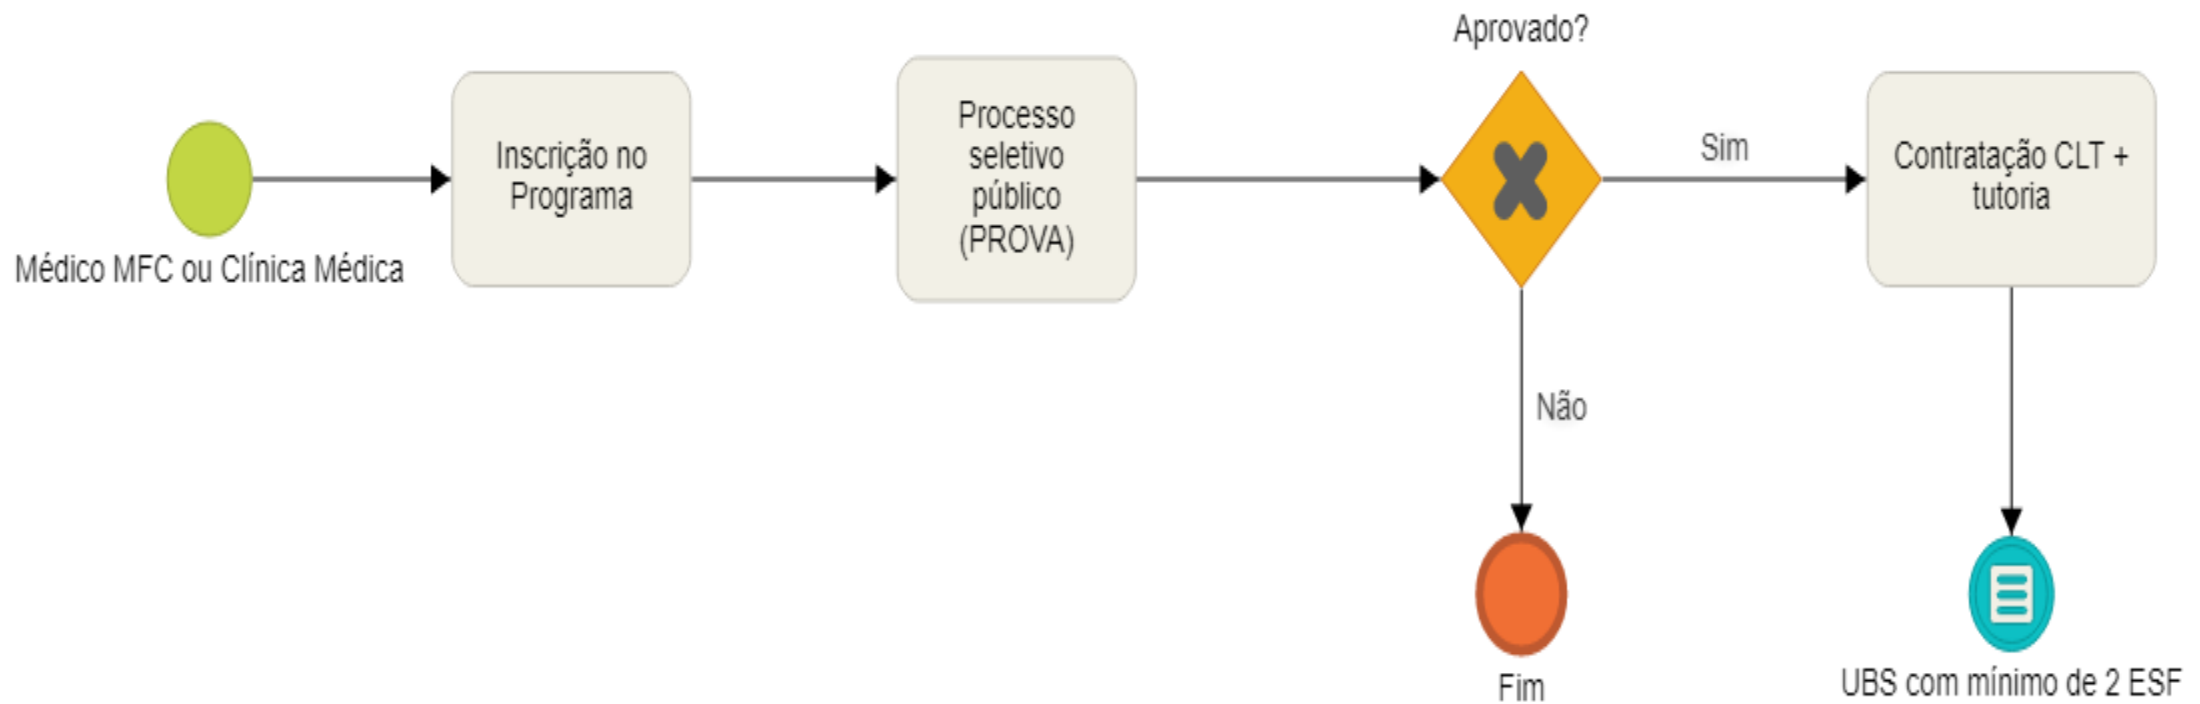 Aprovado?
Médico MFC ou Clínica Médica
Inscrição no
Programa
Processo
seletivo
público
(PROVA)
Sim
Contratação CLT +
tutoria
Não
Fim
UBS com mínimo de 2 ESF